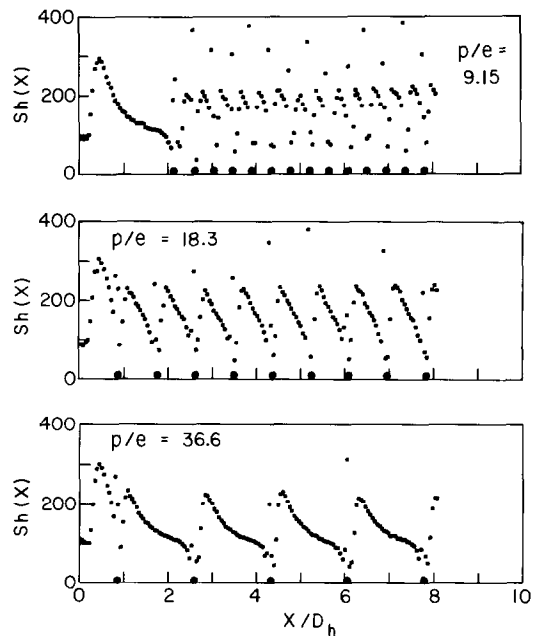 400
200
0
Sh(X)
p/e =
9.15
400
200
0
Sh(X)
p/e = 18.3
400
200
0
Sh(X)
p/e = 36.6
0 2 4 6 8 10
X/D_h